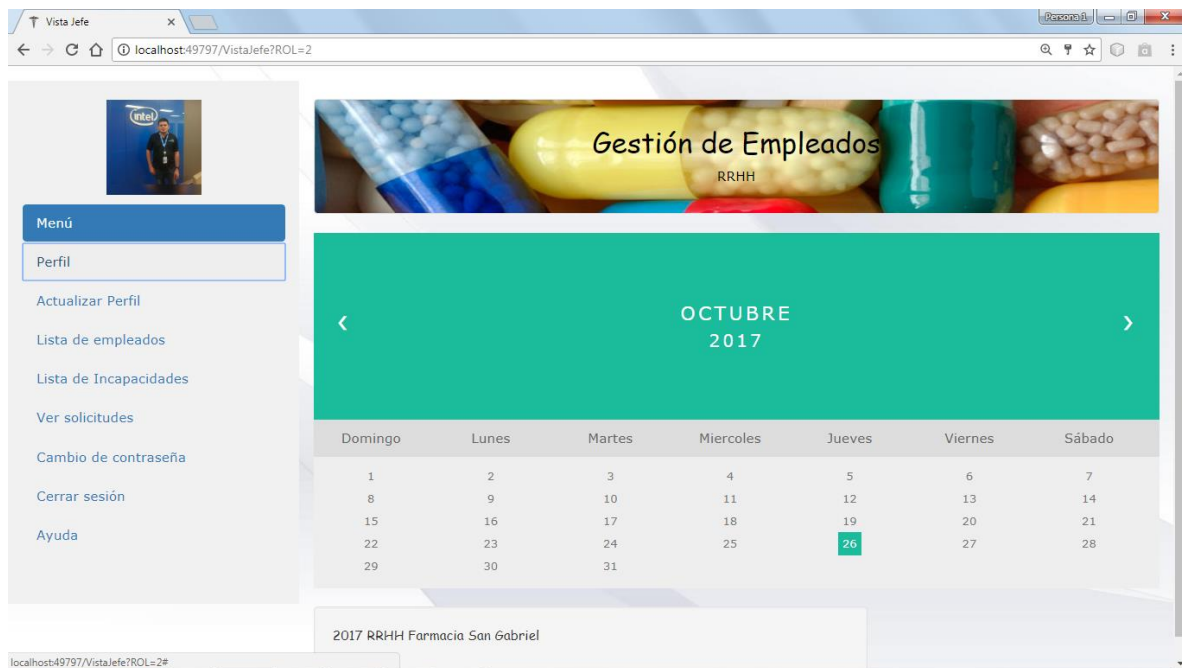 Vista Jefe
Persona 1
localhost:49797/VistaJefe?ROL=2
intel
Menú
Perfil
Actualizar Perfil
Lista de empleados
Lista de Incapacidades
Ver solicitudes
Cambio de contraseña
Cerrar sesión
Ayuda
Gestión de Empleados
RRHH
‹ OCTUBRE ›
2017
Domingo Lunes Martes Miercoles Jueves Viernes Sábado
1 2 3 4 5 6 7
8 9 10 11 12 13 14
15 16 17 18 19 20 21
22 23 24 25 26 27 28
29 30 31
2017 RRHH Farmacia San Gabriel
localhost:49797/VistaJefe?ROL=2#